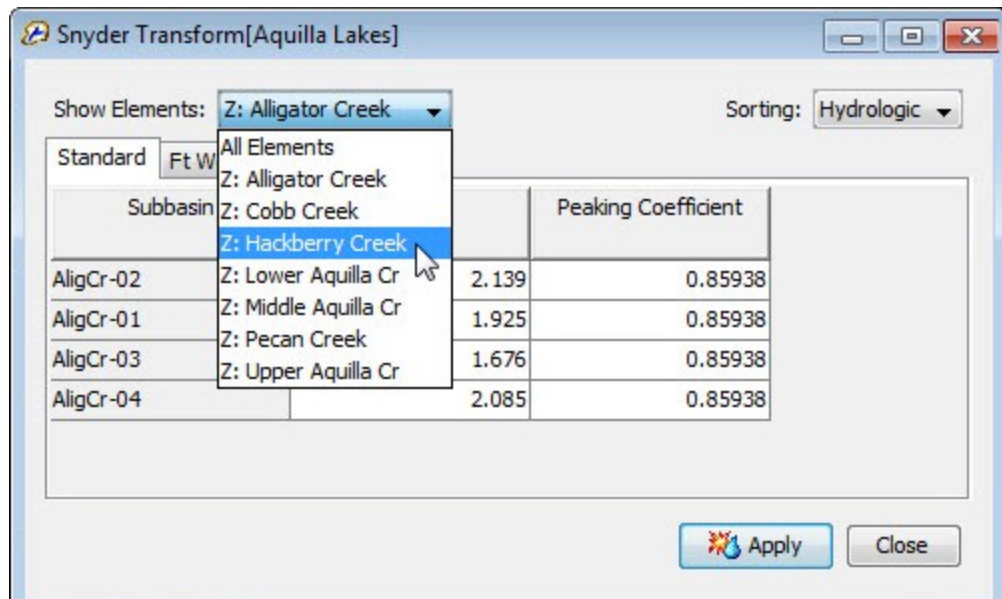 Snyder Transform[Aquilla Lakes]
Show Elements: Z: Alligator Creek Sorting: Hydrologic
All Elements
Z: Alligator Creek
Z: Cobb Creek
Z: Hackberry Creek
Z: Lower Aquilla Cr
Z: Middle Aquilla Cr
Z: Pecan Creek
Z: Upper Aquilla Cr
Standard Ft W
Subbasin Peaking Coefficient
AligCr-02 2.139 0.85938
AligCr-01 1.925 0.85938
AligCr-03 1.676 0.85938
AligCr-04 2.085 0.85938
Apply Close